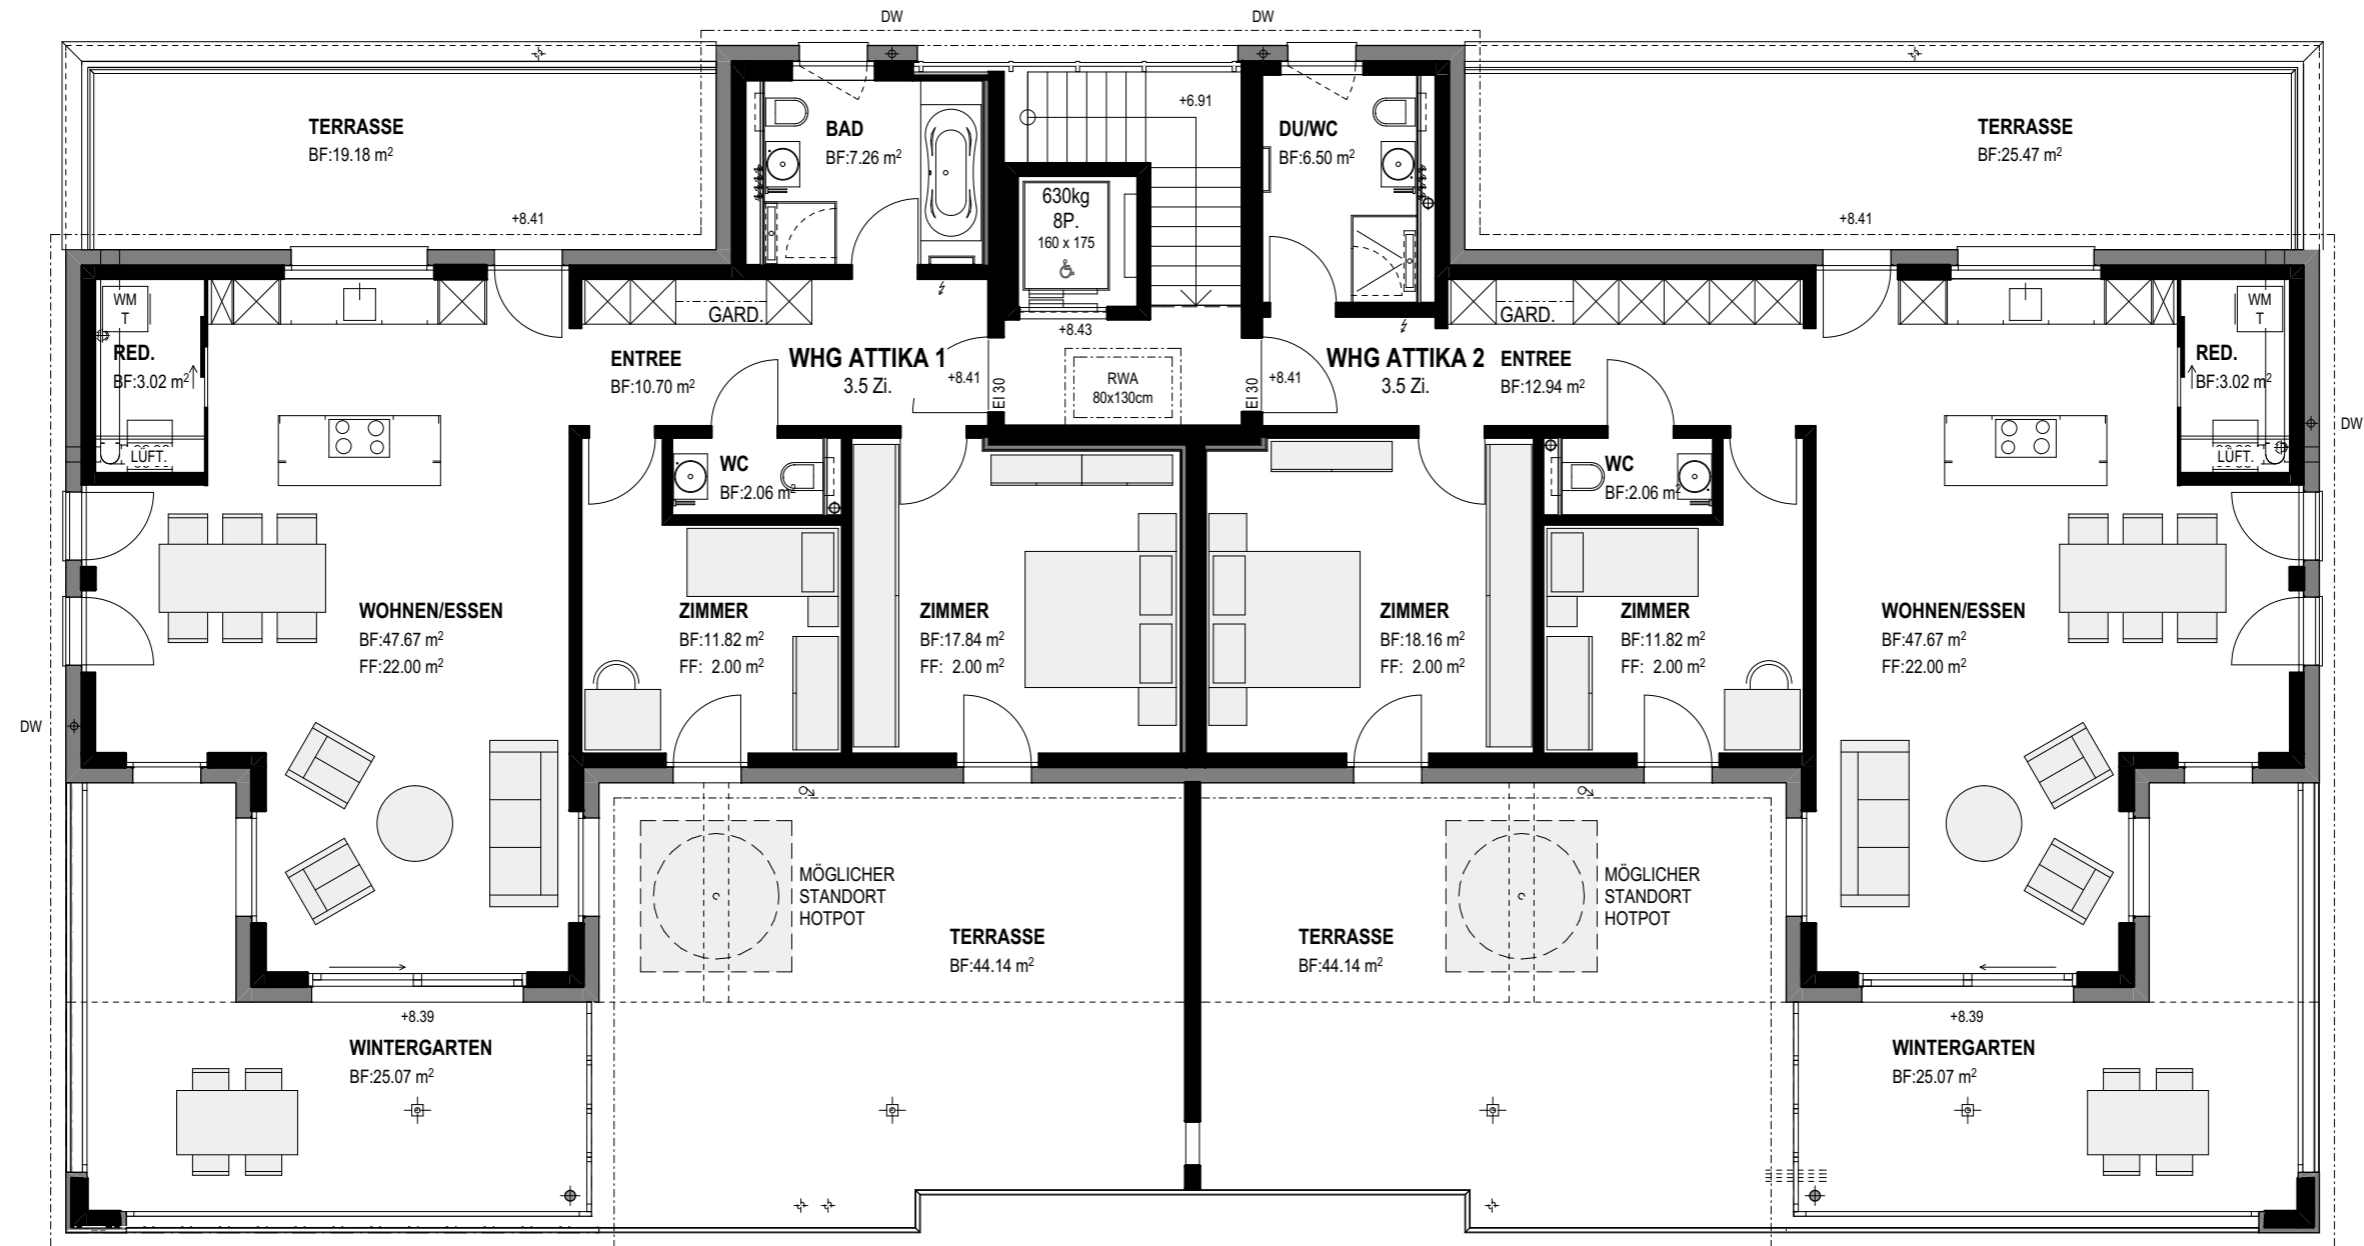 DW
DW
TERRASSE
BF:19.18 m²
+8.41
BAD
BF:7.26 m²
+6.91
630kg
8P.
160 x 175
+8.43
DU/WC
BF:6.50 m²
TERRASSE
BF:25.47 m²
+8.41
WM
T
RED.
BF:3.02 m²
LÜFT.
GARD.
ENTREE
BF:10.70 m²
WHG ATTIKA 1
3.5 Zi.
+8.41
EI 30
RWA
80x130cm
EI 30
+8.41
WHG ATTIKA 2
3.5 Zi.
GARD.
ENTREE
BF:12.94 m²
WM
T
RED.
BF:3.02 m²
LÜFT.
DW
WC
BF:2.06 m²
WC
BF:2.06 m²
WOHNEN/ESSEN
BF:47.67 m²
FF:22.00 m²
ZIMMER
BF:11.82 m²
FF: 2.00 m²
ZIMMER
BF:17.84 m²
FF: 2.00 m²
ZIMMER
BF:18.16 m²
FF: 2.00 m²
ZIMMER
BF:11.82 m²
FF: 2.00 m²
WOHNEN/ESSEN
BF:47.67 m²
FF:22.00 m²
DW
MÖGLICHER
STANDORT
HOTPOT
MÖGLICHER
STANDORT
HOTPOT
TERRASSE
BF:44.14 m²
TERRASSE
BF:44.14 m²
+8.39
WINTERGARTEN
BF:25.07 m²
+8.39
WINTERGARTEN
BF:25.07 m²